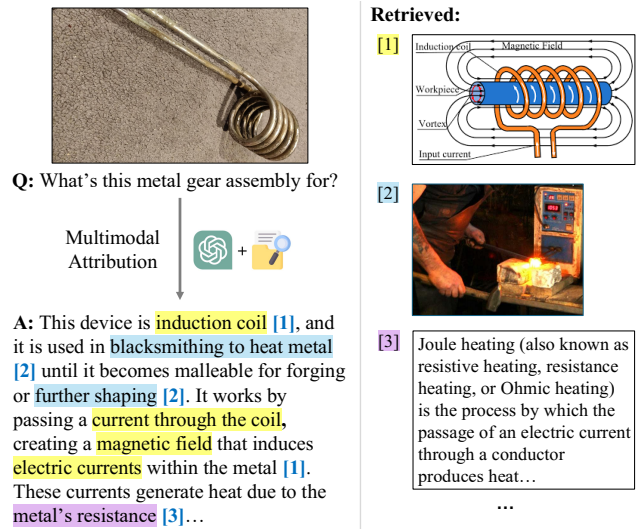 Q: What's this metal gear assembly for?
Multimodal
Attribution
+
A: This device is induction coil [1], and
it is used in blacksmithing to heat metal
[2] until it becomes malleable for forging
or further shaping [2]. It works by
passing a current through the coil,
creating a magnetic field that induces
electric currents within the metal [1].
These currents generate heat due to the
metal's resistance [3]…
Retrieved:
[1]
Induction coil
Magnetic Field
Workpiece
Vortex
Input current
[2]
[3]
Joule heating (also known as
resistive heating, resistance
heating, or Ohmic heating)
is the process by which the
passage of an electric current
through a conductor
produces heat…
…